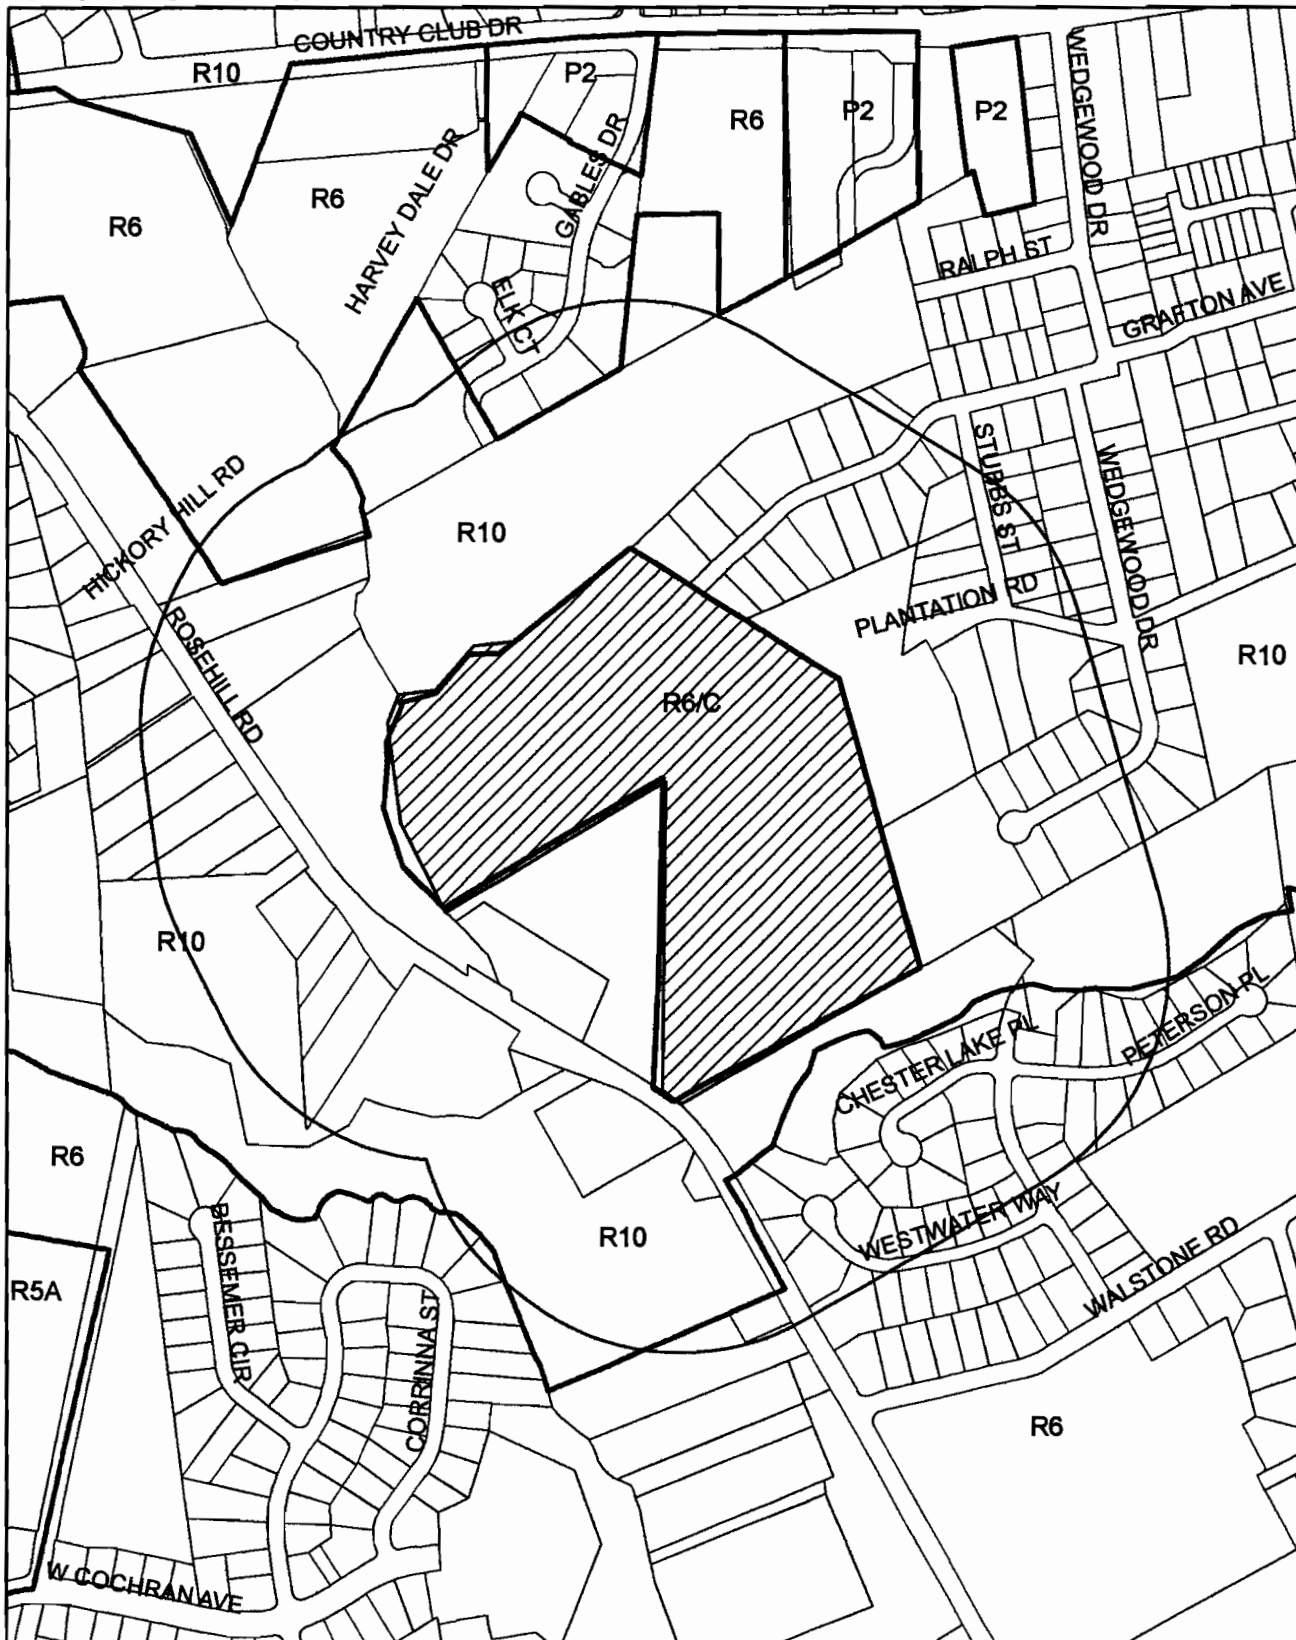 COUNTRY CLUB DR
R10
P2
R6
P2
P2
WEDGEWOOD DR
HARVEY DALE DR
GABLES DR
R6
R6
RALPH ST
ELK CT
GRAFTON AVE
STUBBS ST
WEDGEWOOD DR
HICKORY HILL RD
R10
PLANTATION RD
ROSEHILL RD
R10
R6/C
R10
PETERSON PL
CHESTER LAKE PL
R6
WESTWATER WAY
BESSEMER CIR
R10
WALSTONE RD
R5A
CORRINNA ST
R6
W COCHRAN AVE